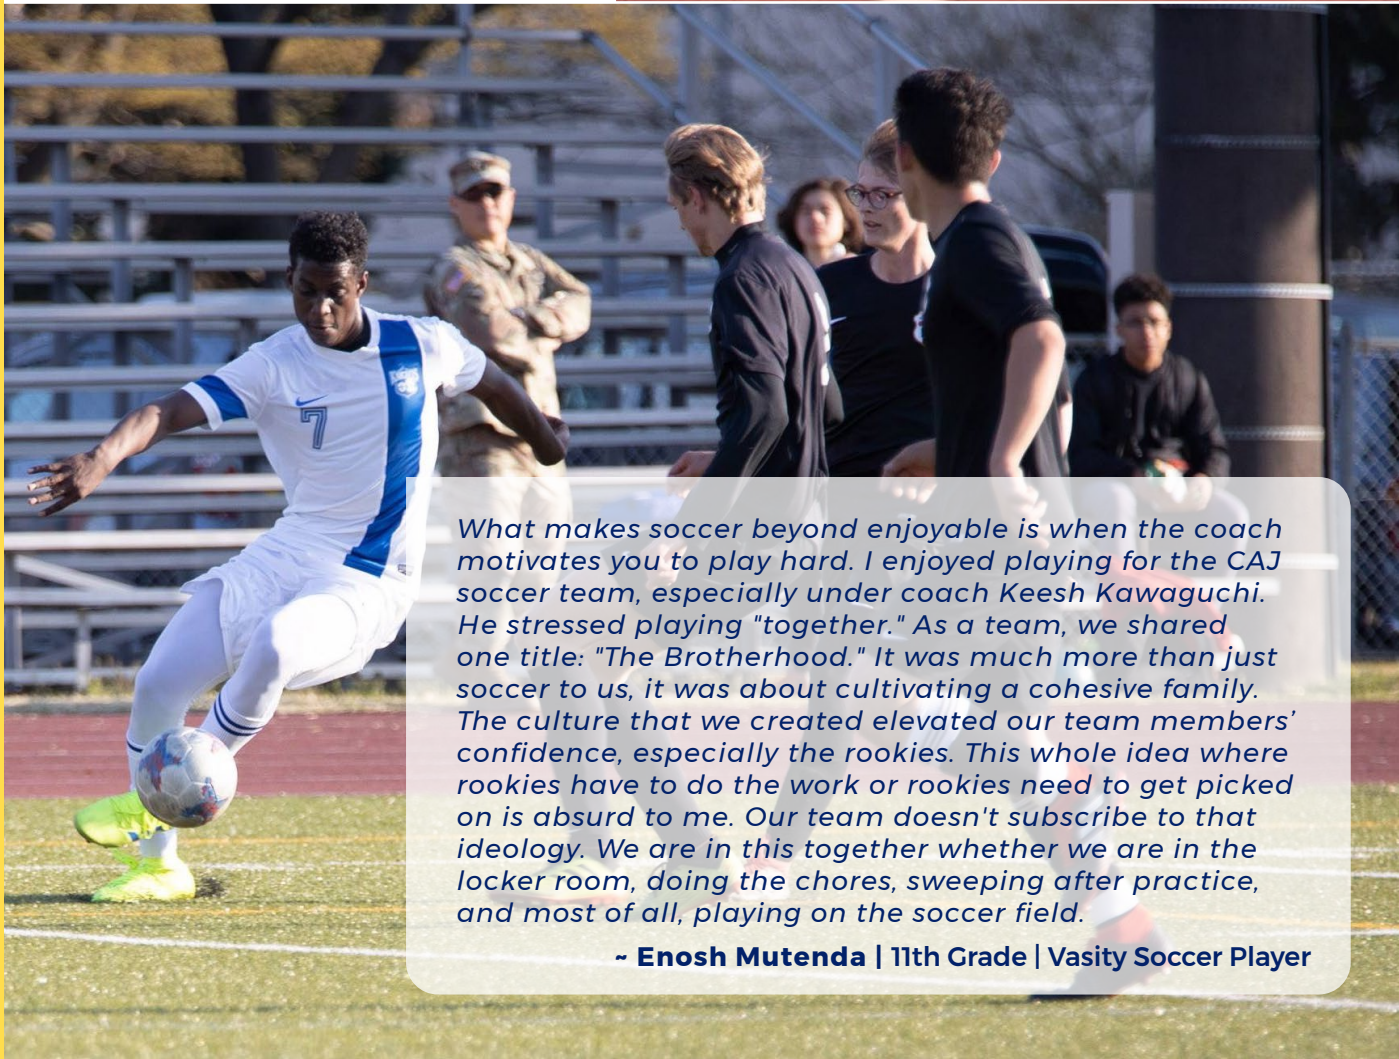 7
What makes soccer beyond enjoyable is when the coach
motivates you to play hard. I enjoyed playing for the CAJ
soccer team, especially under coach Keesh Kawaguchi.
He stressed playing "together." As a team, we shared
one title: "The Brotherhood." It was much more than just
soccer to us, it was about cultivating a cohesive family.
The culture that we created elevated our team members’
confidence, especially the rookies. This whole idea where
rookies have to do the work or rookies need to get picked
on is absurd to me. Our team doesn't subscribe to that
ideology. We are in this together whether we are in the
locker room, doing the chores, sweeping after practice,
and most of all, playing on the soccer field.
~ Enosh Mutenda | 11th Grade | Vasity Soccer Player